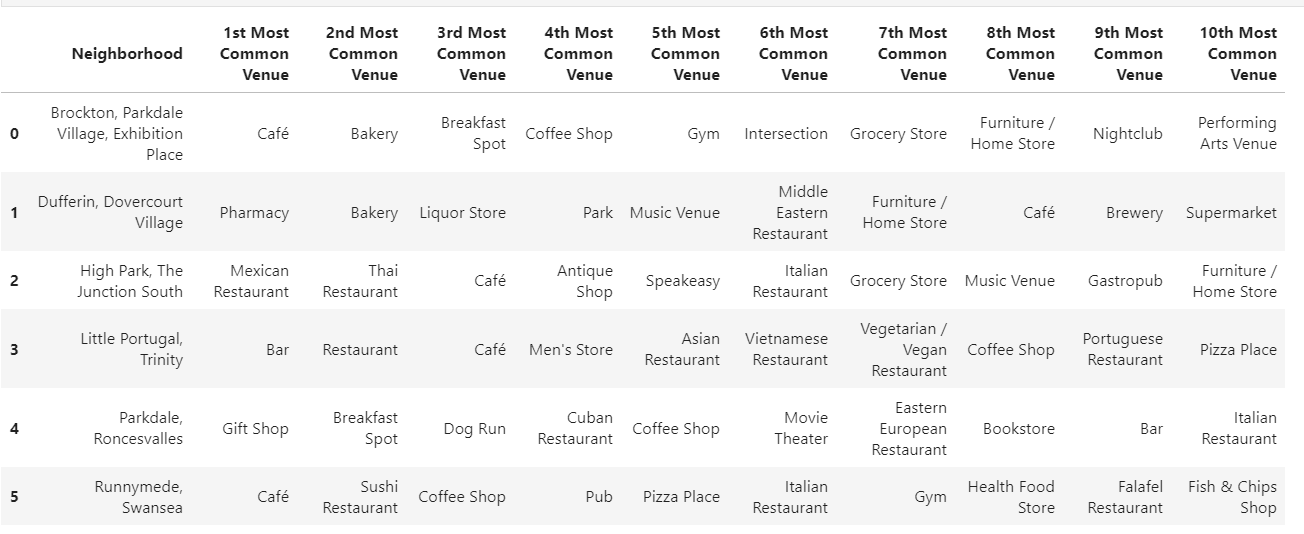 Neighborhood 1st Most Common Venue 2nd Most Common Venue 3rd Most Common Venue 4th Most Common Venue 5th Most Common Venue 6th Most Common Venue 7th Most Common Venue 8th Most Common Venue 9th Most Common Venue 10th Most Common Venue
0 Brockton, Parkdale Village, Exhibition Place Café Bakery Breakfast Spot Coffee Shop Gym Intersection Grocery Store Furniture / Home Store Nightclub Performing Arts Venue
1 Dufferin, Dovercourt Village Pharmacy Bakery Liquor Store Park Music Venue Middle Eastern Restaurant Furniture / Home Store Café Brewery Supermarket
2 High Park, The Junction South Mexican Restaurant Thai Restaurant Café Antique Shop Speakeasy Italian Restaurant Grocery Store Music Venue Gastropub Furniture / Home Store
3 Little Portugal, Trinity Bar Restaurant Café Men's Store Asian Restaurant Vietnamese Restaurant Vegetarian / Vegan Restaurant Coffee Shop Portuguese Restaurant Pizza Place
4 Parkdale, Roncesvalles Gift Shop Breakfast Spot Dog Run Cuban Restaurant Coffee Shop Movie Theater Eastern European Restaurant Bookstore Bar Italian Restaurant
5 Runnymede, Swansea Café Sushi Restaurant Coffee Shop Pub Pizza Place Italian Restaurant Gym Health Food Store Falafel Restaurant Fish & Chips Shop